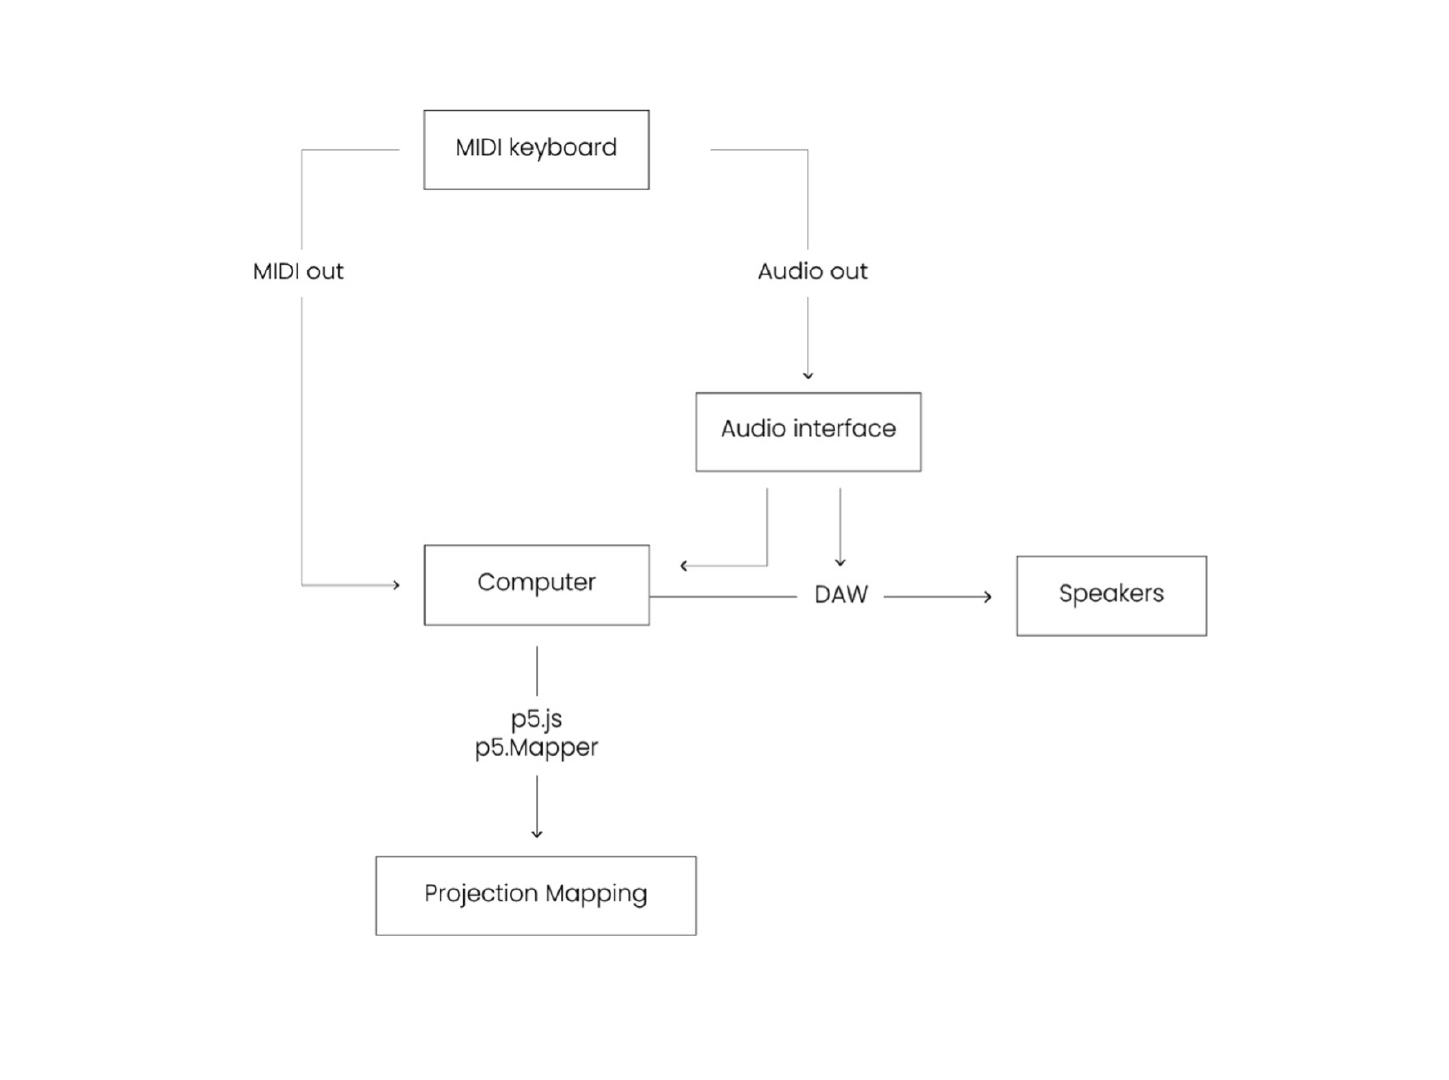 MIDI keyboard
MIDI out
Audio out
Audio interface
Computer
DAW
Speakers
p5.js
p5.Mapper
Projection Mapping